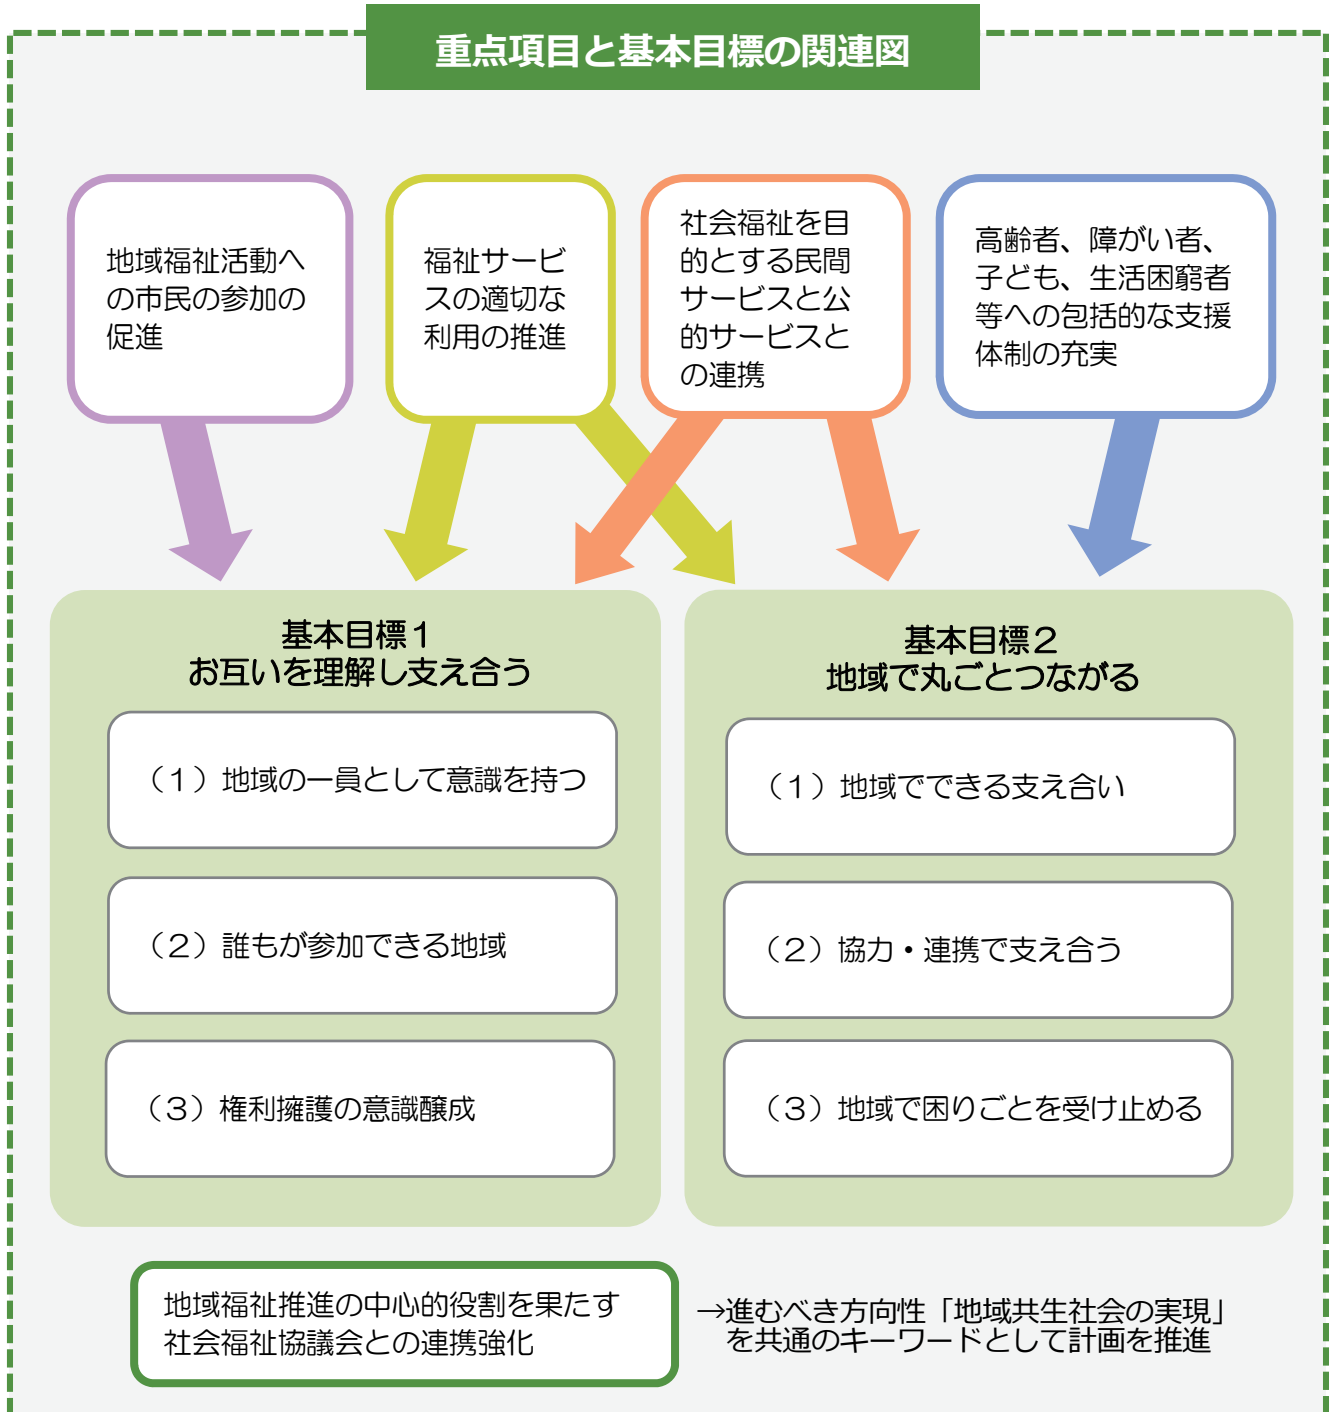 重点項目と基本目標の関連図
地域福祉活動へ
の市民の参加の
促進
福祉サービ
スの適切な
利用の推進
社会福祉を目
的とする民間
サービスと公
的サービスと
の連携
高齢者、障がい者、
子ども、生活困窮者
等への包括的な支援
体制の充実
基本目標１
お互いを理解し支え合う
（１）地域の一員として意識を持つ
（２）誰もが参加できる地域
（３）権利擁護の意識醸成
基本目標２
地域で丸ごとつながる
（１）地域でできる支え合い
（２）協力・連携で支え合う
（３）地域で困りごとを受け止める
地域福祉推進の中心的役割を果たす
社会福祉協議会との連携強化
→進むべき方向性「地域共生社会の実現」
を共通のキーワードとして計画を推進